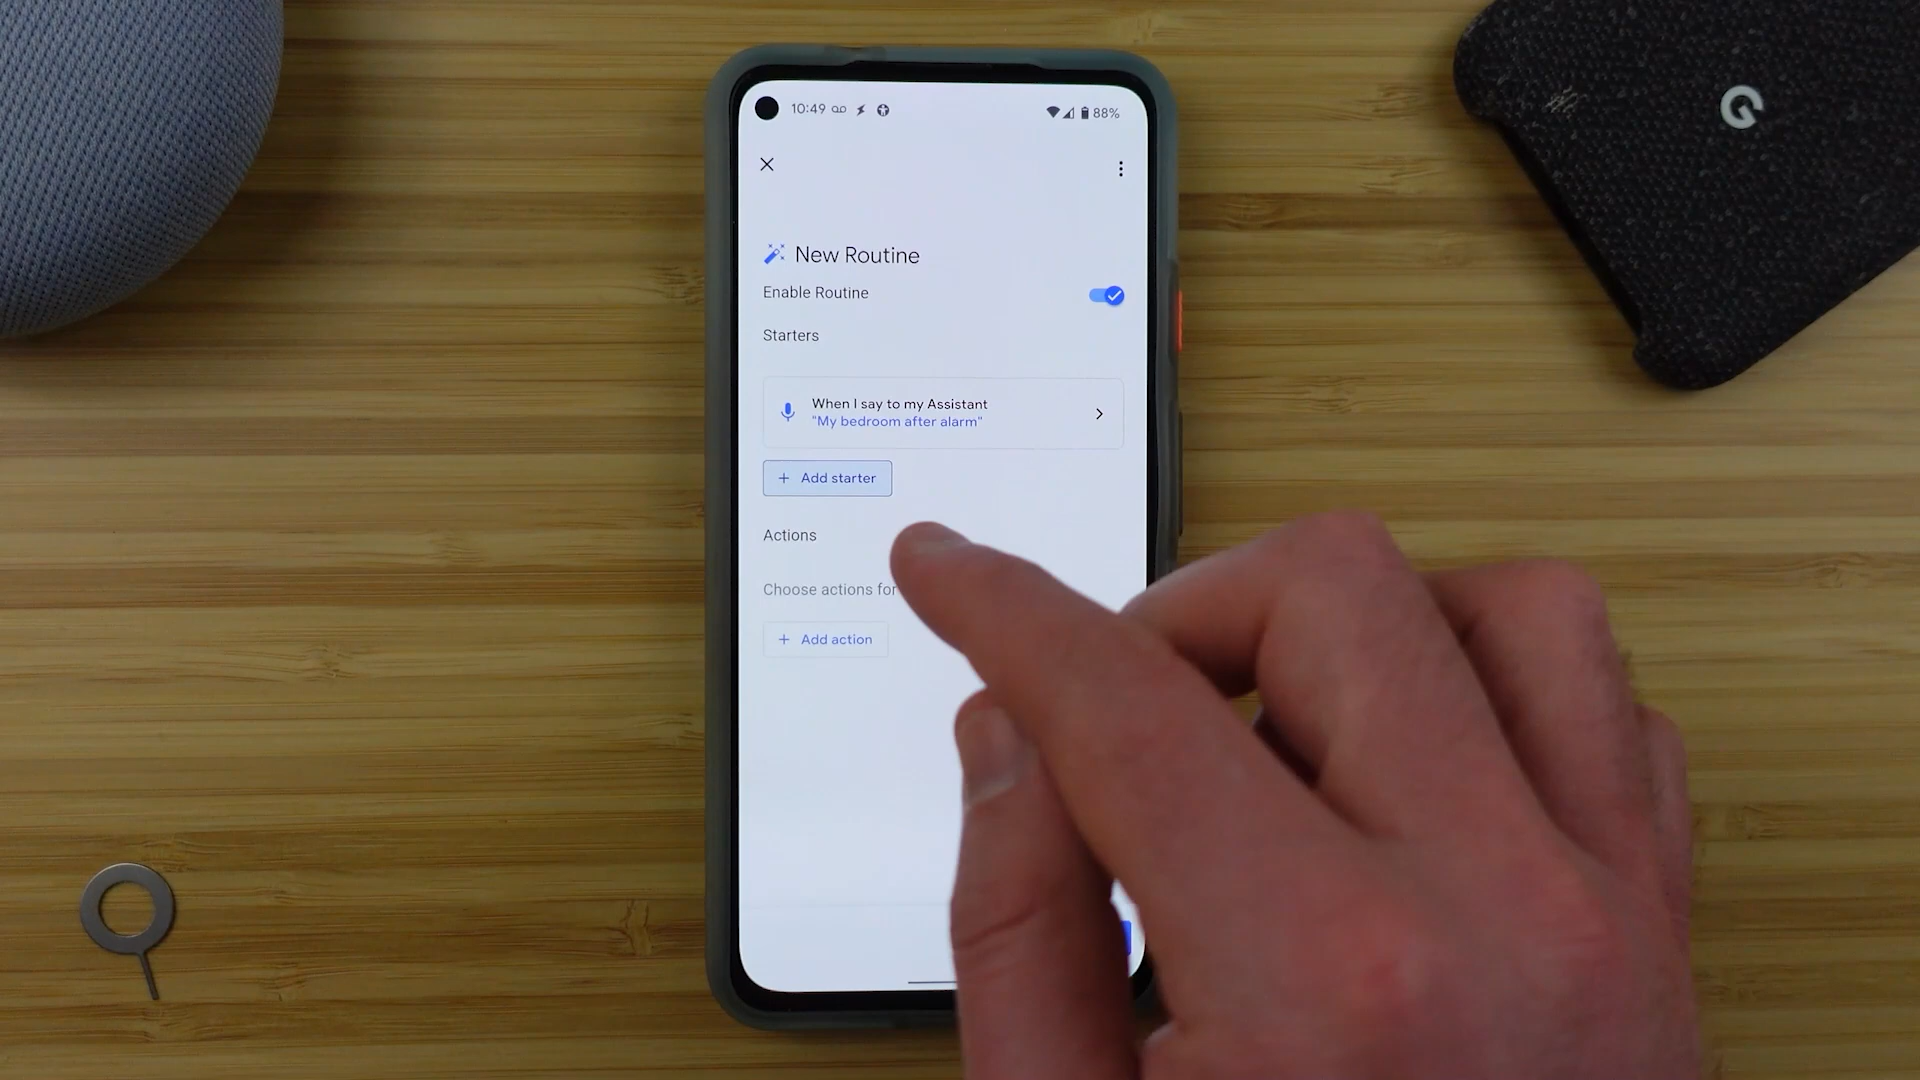 10:49
88%
New Routine
Enable Routine
Starters
When I say to my Assistant
"My bedroom after alarm"
+ Add starter
Actions
Choose actions for
+ Add action
G